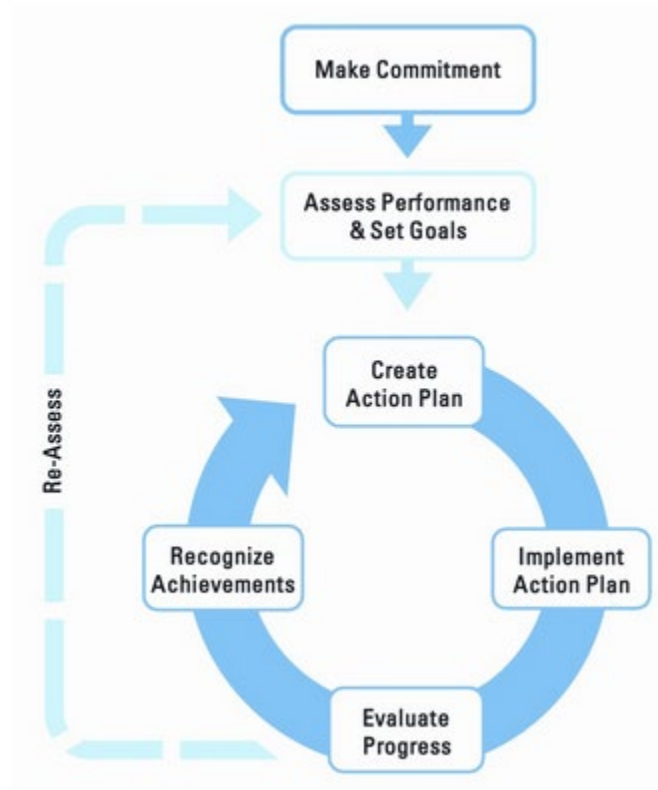 Make Commitment
Assess Performance
& Set Goals
Create
Action Plan
Implement
Action Plan
Evaluate
Progress
Recognize
Achievements
Re-Assess